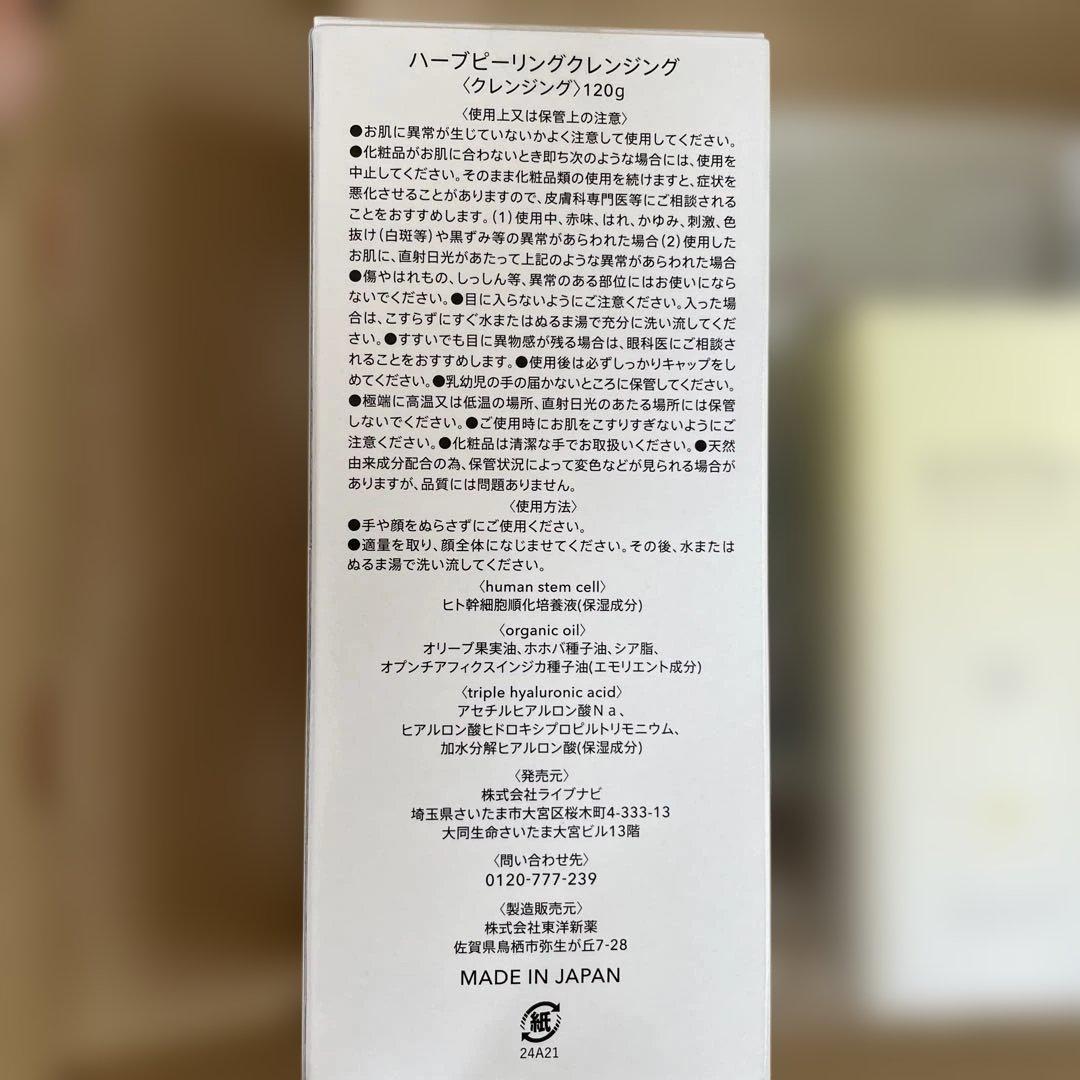 ハーブピーリングクレンジング
〈クレンジング〉120g
〈使用上又は保管上の注意〉
●お肌に異常が生じていないかよく注意して使用してください。
●化粧品がお肌に合わないとき即ち次のような場合には、使用を
中止してください。そのまま化粧品類の使用を続けますと、症状を
悪化させることがありますので、皮膚科専門医等にご相談される
ことをおすすめします。(1)使用中、赤味、はれ、かゆみ、刺激、色
抜け(白斑等)や黒ずみ等の異常があらわれた場合(2)使用した
お肌に、直射日光があたって上記のような異常があらわれた場合
●傷やはれもの、しっしん等、異常のある部位にはお使いになら
ないでください。●目に入らないようにご注意ください。入った場
合は、こすらずにすぐ水またはぬるま湯で充分に洗い流してくだ
さい。●すすいでも目に異物感が残る場合は、眼科医にご相談さ
れることをおすすめします。●使用後は必ずしっかりキャップをし
めてください。●乳幼児の手の届かないところに保管してください。
●極端に高温又は低温の場所、直射日光のあたる場所には保管
しないでください。●ご使用時にお肌をこすりすぎないようにご
注意ください。●化粧品は清潔な手でお取扱いください。●天然
由来成分配合の為、保管状況によって変色などが見られる場合が
ありますが、品質には問題ありません。
〈使用方法〉
●手や顔をぬらさずにご使用ください。
●適量を取り、顔全体になじませてください。その後、水または
ぬるま湯で洗い流してください。
〈human stem cell〉
ヒト幹細胞順化培養液(保湿成分)
〈organic oil〉
オリーブ果実油、ホホバ種子油、シア脂、
オプンチアフィクスインジカ種子油(エモリエント成分)
〈triple hyaluronic acid〉
アセチルヒアルロン酸Na、
ヒアルロン酸ヒドロキシプロピルトリモニウム、
加水分解ヒアルロン酸(保湿成分)
〈発売元〉
株式会社ライブナビ
埼玉県さいたま市大宮区桜木町4-333-13
大同生命さいたま大宮ビル13階
〈問い合わせ先〉
0120-777-239
〈製造販売元〉
株式会社東洋新薬
佐賀県鳥栖市弥生が丘7-28
MADE IN JAPAN
紙
24A21